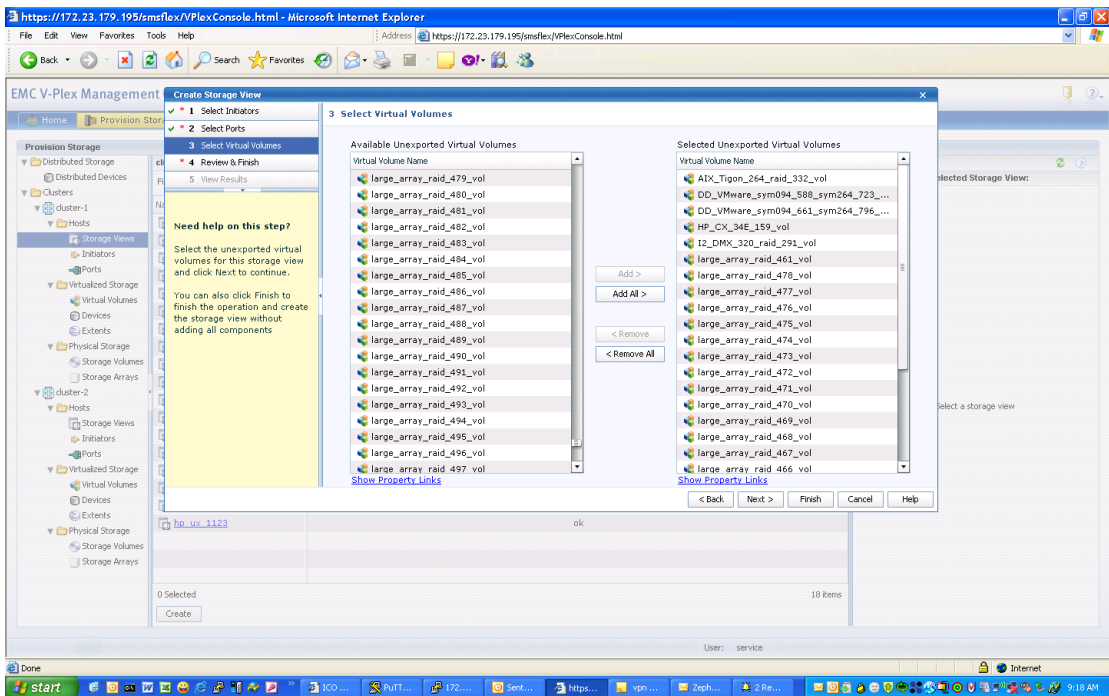 https://172.23.179.195/smsflex/VPlexConsole.html - Microsoft Internet Explorer
File Edit View Favorites Tools Help
Address https://172.23.179.195/smsflex/VPlexConsole.html
Back Search Favorites
EMC V-Plex Management
Home Provision Stor
Provision Storage
Distributed Storage
Distributed Devices
Clusters
cluster-1
Hosts
Storage Views
Initiators
Ports
Virtualized Storage
Virtual Volumes
Devices
Extents
Physical Storage
Storage Volumes
Storage Arrays
cluster-2
Hosts
Storage Views
Initiators
Ports
Virtualized Storage
Virtual Volumes
Devices
Extents
Physical Storage
Storage Volumes
Storage Arrays
Create Storage View
* 1 Select Initiators
* 2 Select Ports
3 Select Virtual Volumes
* 4 Review & Finish
5 View Results
Need help on this step?
Select the unexported virtual
volumes for this storage view
and click Next to continue.
You can also click Finish to
finish the operation and create
the storage view without
adding all components
3 Select Virtual Volumes
Available Unexported Virtual Volumes
Virtual Volume Name
large_array_raid_479_vol
large_array_raid_480_vol
large_array_raid_481_vol
large_array_raid_482_vol
large_array_raid_483_vol
large_array_raid_484_vol
large_array_raid_485_vol
large_array_raid_486_vol
large_array_raid_487_vol
large_array_raid_488_vol
large_array_raid_489_vol
large_array_raid_490_vol
large_array_raid_491_vol
large_array_raid_492_vol
large_array_raid_493_vol
large_array_raid_494_vol
large_array_raid_495_vol
large_array_raid_496_vol
large_array_raid_497_vol
Show Property Links
Add >
Add All >
< Remove
< Remove All
Selected Unexported Virtual Volumes
Virtual Volume Name
AIX_Tigon_264_raid_332_vol
DD_VMware_sym094_588_sym264_723_...
DD_VMware_sym094_661_sym264_796_...
HP_CX_34E_159_vol
I2_DMX_320_raid_291_vol
large_array_raid_461_vol
large_array_raid_478_vol
large_array_raid_477_vol
large_array_raid_476_vol
large_array_raid_475_vol
large_array_raid_474_vol
large_array_raid_473_vol
large_array_raid_472_vol
large_array_raid_471_vol
large_array_raid_470_vol
large_array_raid_469_vol
large_array_raid_468_vol
large_array_raid_467_vol
large_array_raid_466_vol
Show Property Links
< Back Next > Finish Cancel Help
elected Storage View:
Select a storage view
hp_ux_1123 ok
0 Selected 18 items
Create
User: service
Done Internet
start ICO ... PuTT... 172.... Sent... https... vpn ... Zeph... 2 Re... 9:18 AM